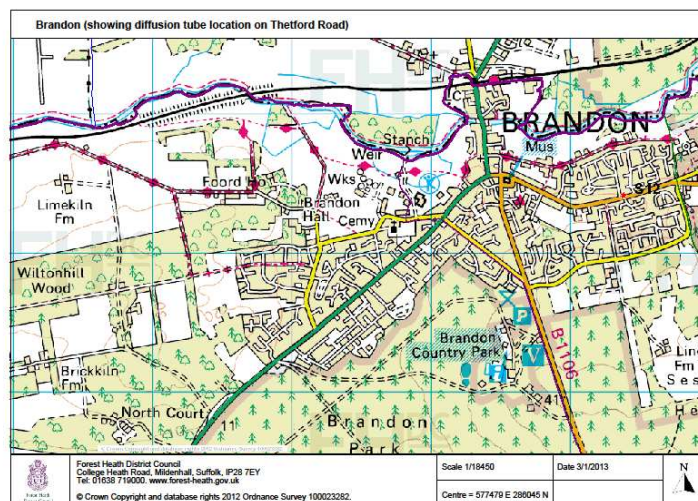 Brandon (showing diffusion tube location on Thetford Road)
BRANDON
Stanch
Mus
Weir
Foord Ho
Wks
S12
Limekiln
Fm
Brandon
Hall
Cemy
Wiltonhill
Wood
P
B1106
Brandon
Country Park
V
Brickkiln
Fm
North Court
11
41
Brandon
Park
Forest Heath District Council
College Heath Road, Mildenhall, Suffolk, IP28 7EY
Tel: 01638 719000. www.forest-heath.gov.uk
© Crown Copyright and database rights 2012 Ordnance Survey 100023282.
Scale 1/18450
Date 3/1/2013
Centre = 577479 E 286045 N
N